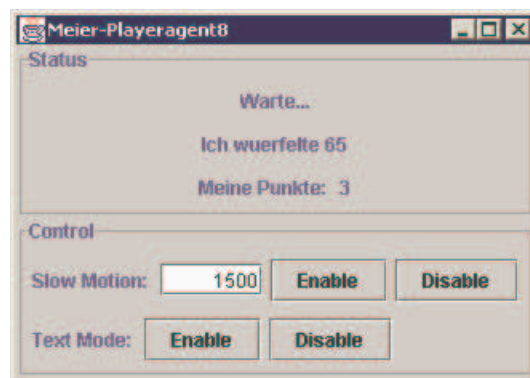 Meier-Playeragent8
Status
Warte...
Ich wuerfelte 65
Meine Punkte: 3
Control
Slow Motion: 1500 Enable Disable
Text Mode: Enable Disable